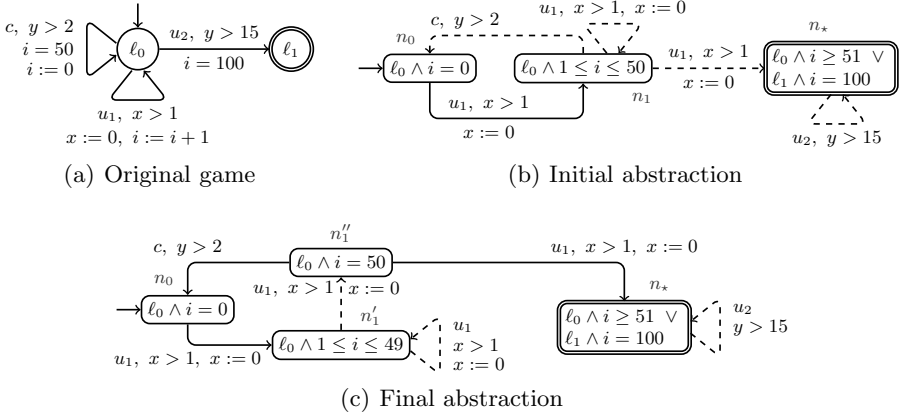 c, y > 2
i = 50
i := 0
ℓ₀
u₂, y > 15
i = 100
ℓ₁
u₁, x > 1
x := 0, i := i + 1
(a) Original game
n₀
ℓ₀ ∧ i = 0
c, y > 2
u₁, x > 1, x := 0
ℓ₀ ∧ 1 ≤ i ≤ 50
n₁
u₁, x > 1
x := 0
u₁, x > 1
x := 0
n⋆
ℓ₀ ∧ i ≥ 51 ∨
ℓ₁ ∧ i = 100
u₂, y > 15
(b) Initial abstraction
c, y > 2
n₁″
ℓ₀ ∧ i = 50
u₁, x > 1, x := 0
n₀
ℓ₀ ∧ i = 0
u₁, x > 1 x := 0
n₁′
ℓ₀ ∧ 1 ≤ i ≤ 49
u₁, x > 1, x := 0
u₁
x > 1
x := 0
n⋆
ℓ₀ ∧ i ≥ 51 ∨
ℓ₁ ∧ i = 100
u₂
y > 15
(c) Final abstraction